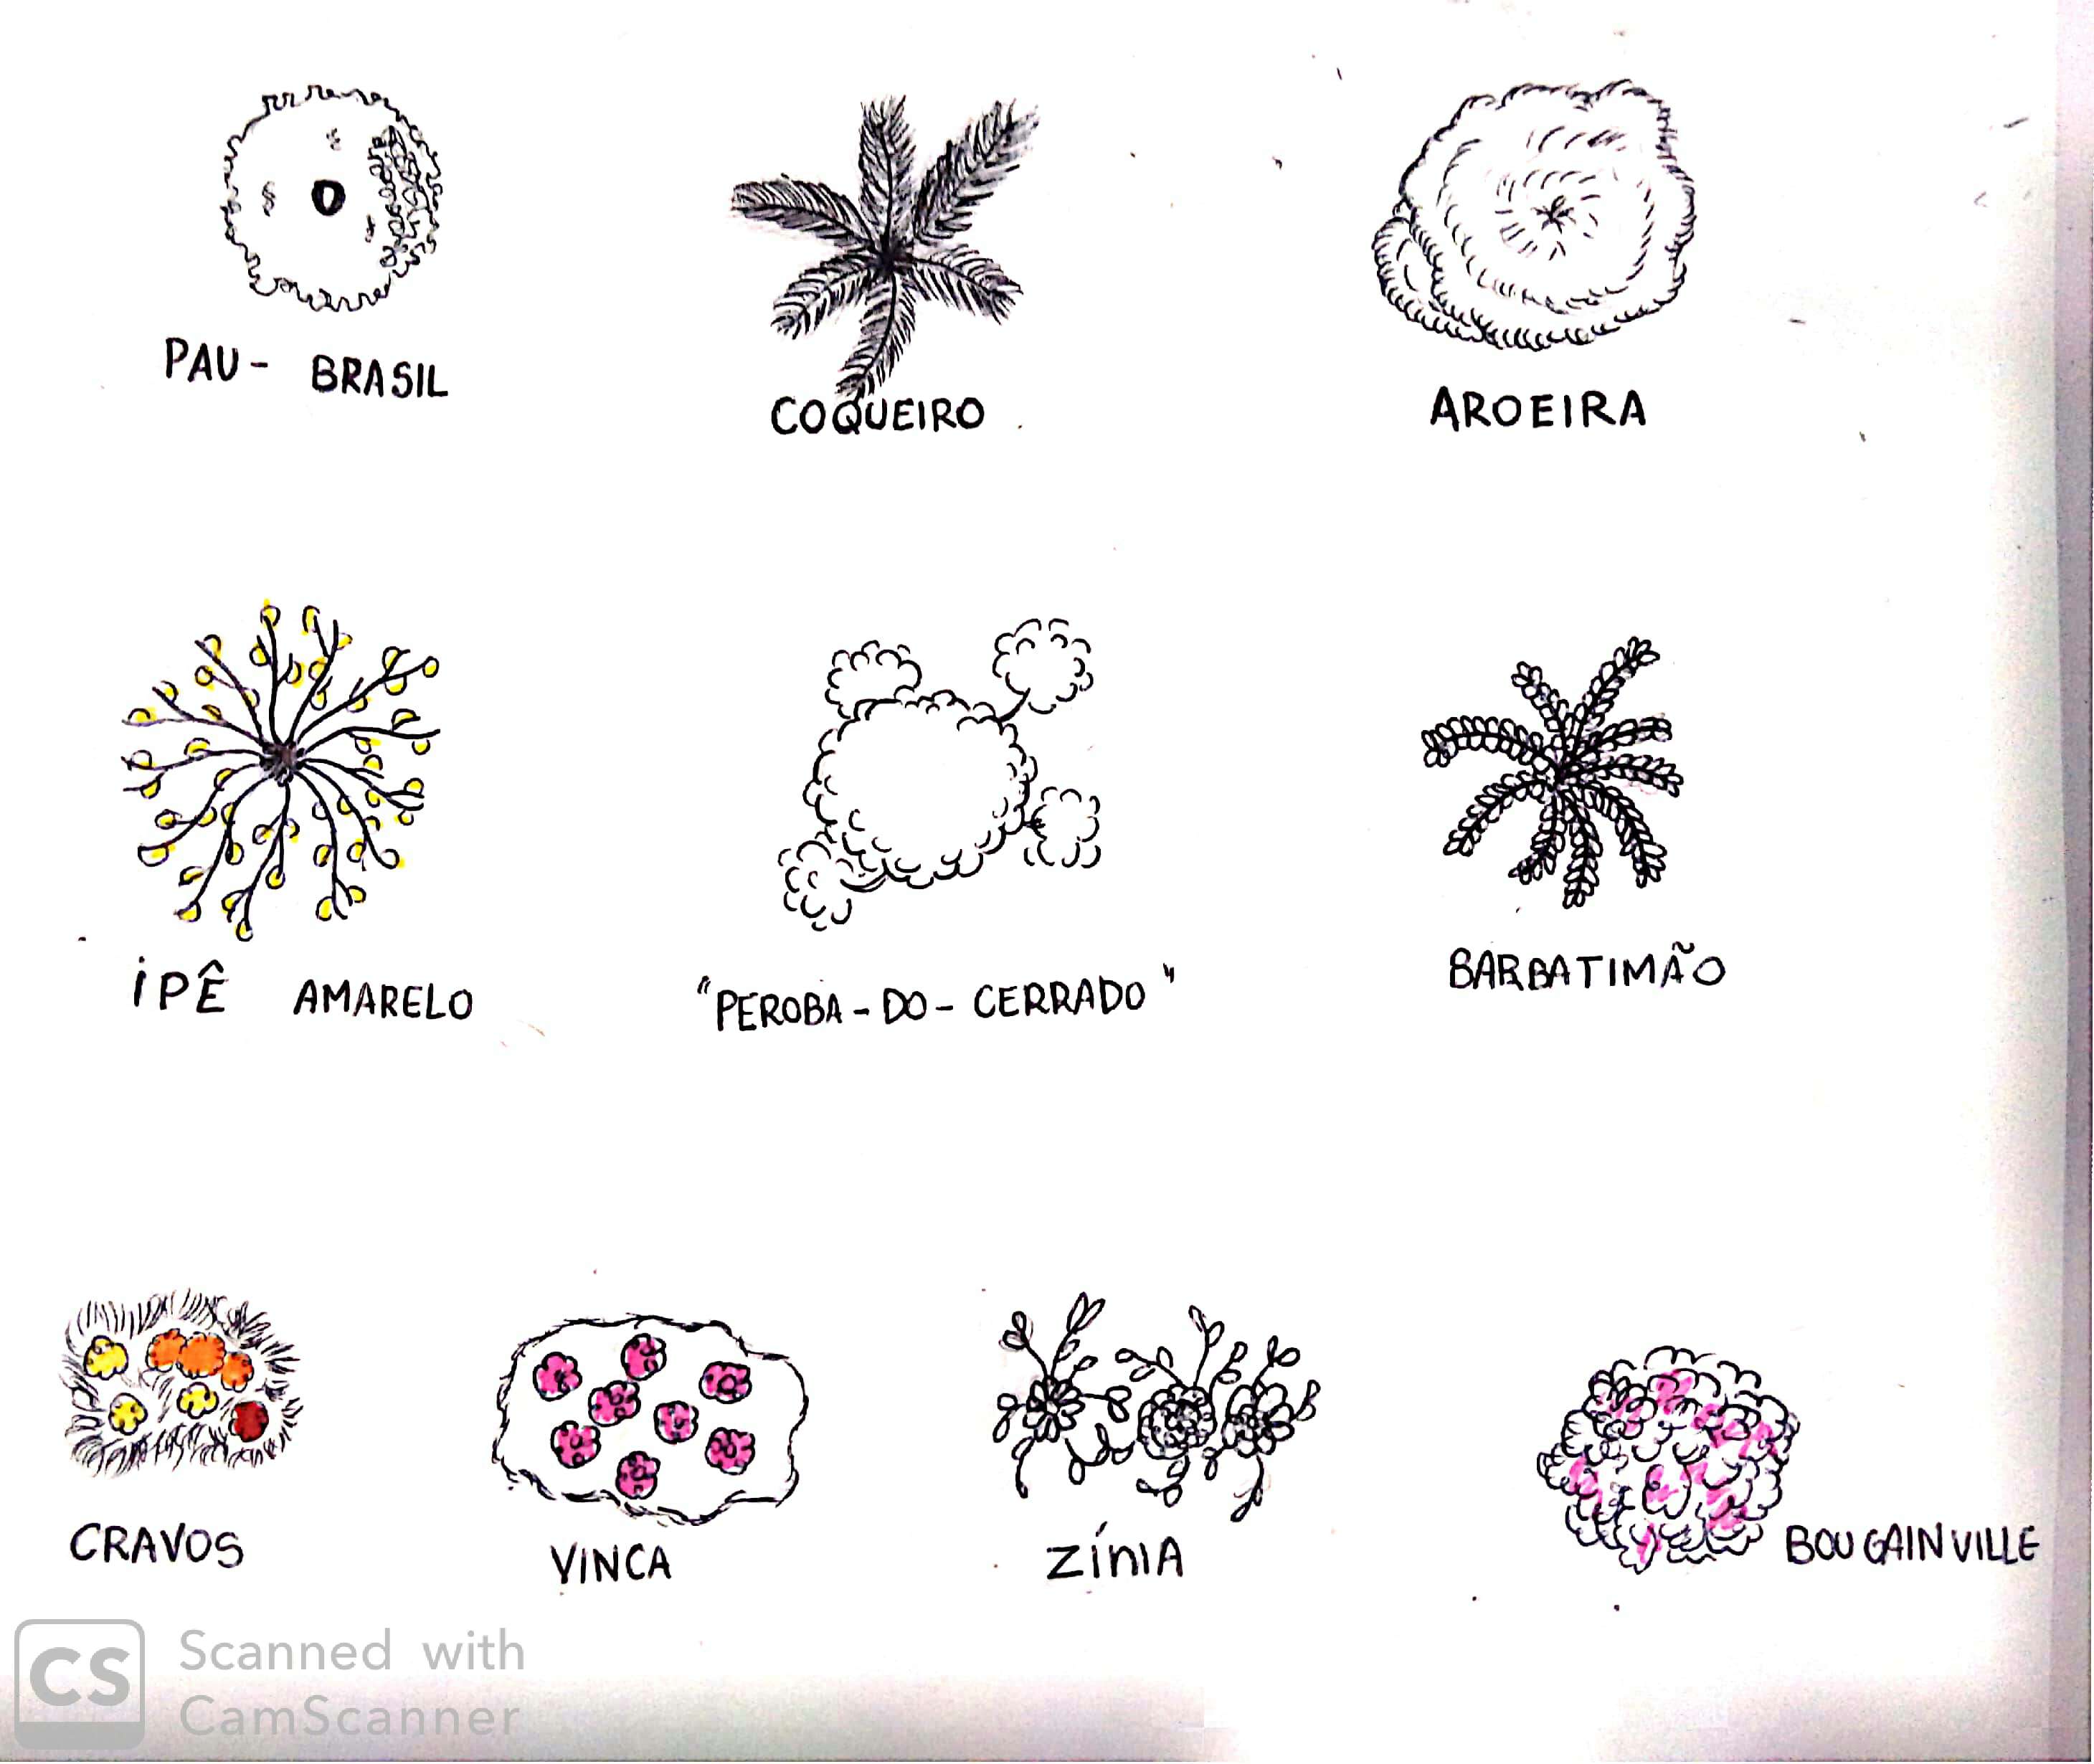 PAU- BRASIL
COQUEIRO
AROEIRA
iPÊ AMARELO
"PEROBA-DO-CERRADO"
BARBATIMÃO
CRAVOS
VINCA
ZÍNIA
BOUGAINVILLE
CS Scanned with
CamScanner